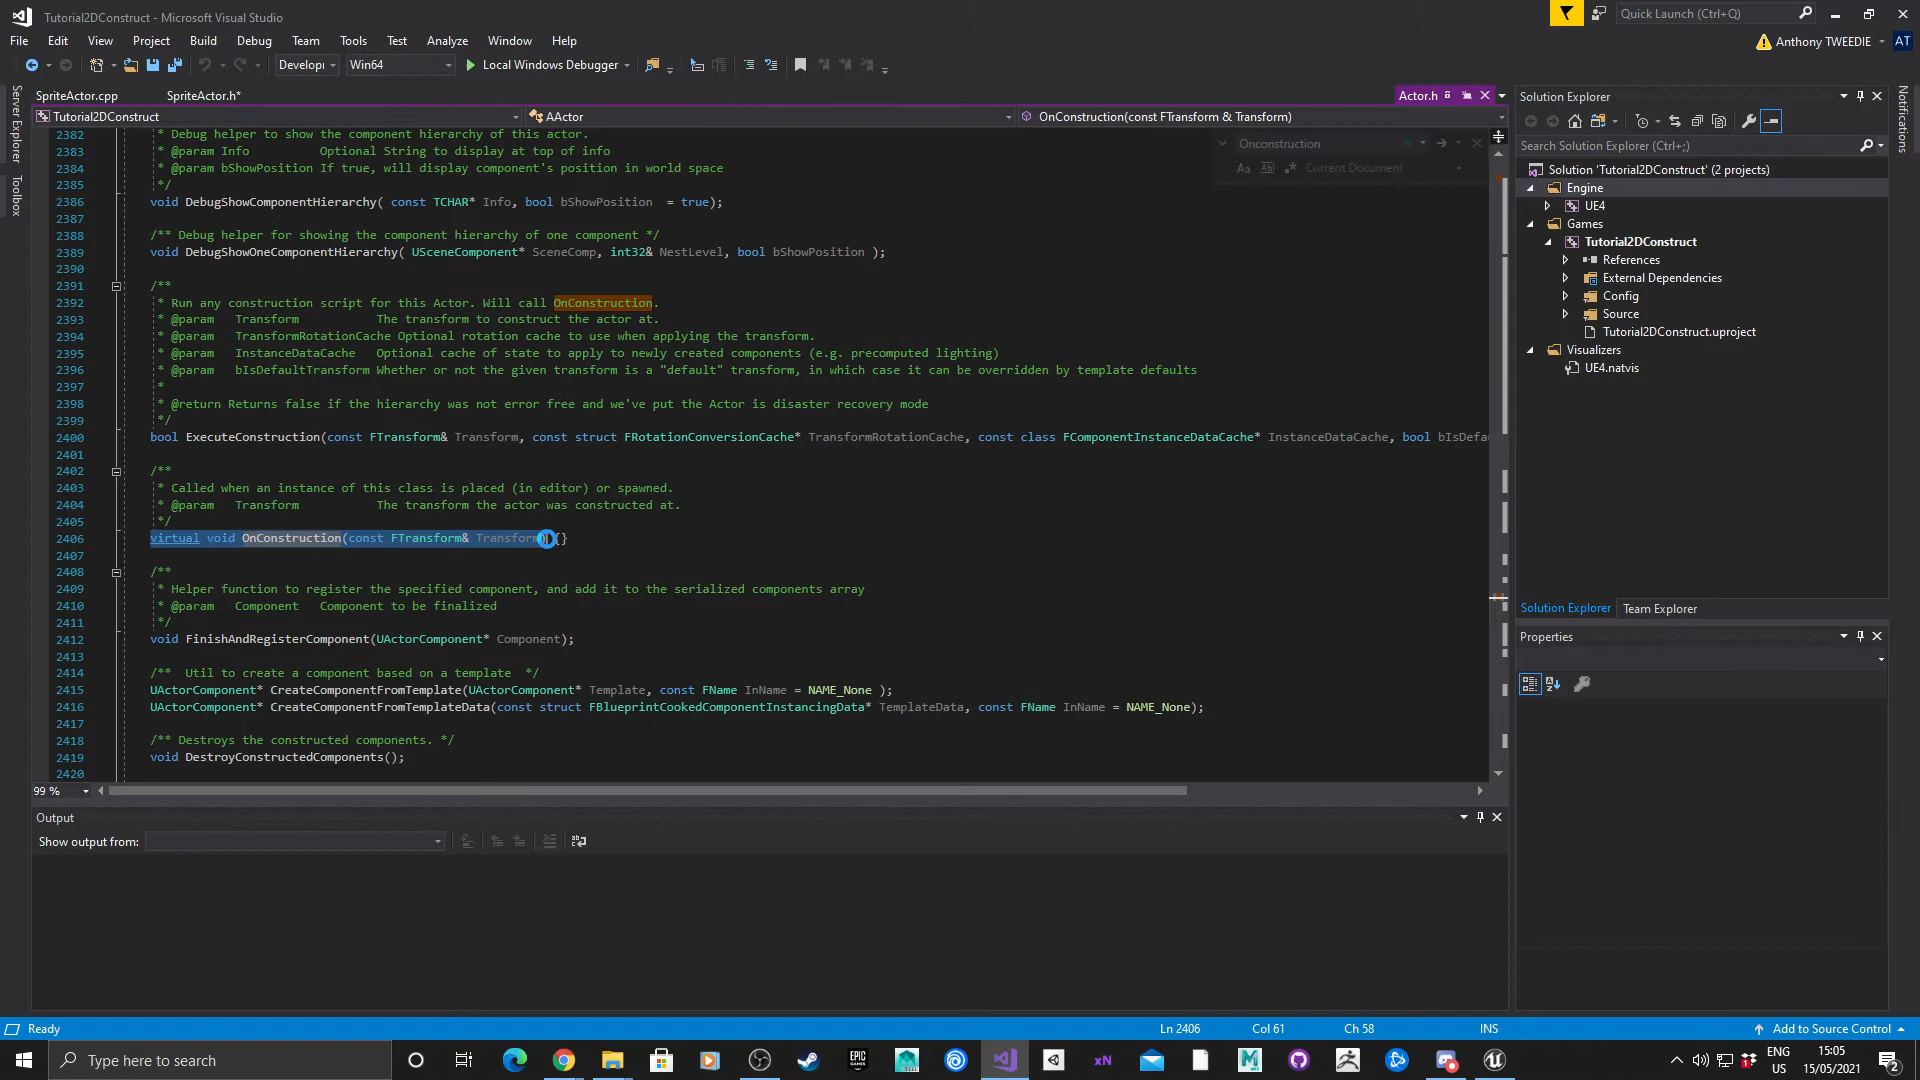 Tutorial2DConstruct - Microsoft Visual Studio
Quick Launch (Ctrl+Q)
File Edit View Project Build Debug Team Tools Test Analyze Window Help
Anthony TWEEDIE AT
Developi Win64 Local Windows Debugger
SpriteActor.cpp SpriteActor.h* Actor.h
Tutorial2DConstruct AActor OnConstruction(const FTransform & Transform)
Server Explorer
Toolbox
Onconstruction
Aa Ab Current Document
2382 * Debug helper to show the component hierarchy of this actor.
2383 * @param Info Optional String to display at top of info
2384 * @param bShowPosition If true, will display component's position in world space
2385 */
2386 void DebugShowComponentHierarchy( const TCHAR* Info, bool bShowPosition = true);
2387
2388 /** Debug helper for showing the component hierarchy of one component */
2389 void DebugShowOneComponentHierarchy( USceneComponent* SceneComp, int32& NestLevel, bool bShowPosition );
2390
2391 /**
2392 * Run any construction script for this Actor. Will call OnConstruction.
2393 * @param Transform The transform to construct the actor at.
2394 * @param TransformRotationCache Optional rotation cache to use when applying the transform.
2395 * @param InstanceDataCache Optional cache of state to apply to newly created components (e.g. precomputed lighting)
2396 * @param bIsDefaultTransform Whether or not the given transform is a "default" transform, in which case it can be overridden by template defaults
2397 *
2398 * @return Returns false if the hierarchy was not error free and we've put the Actor is disaster recovery mode
2399 */
2400 bool ExecuteConstruction(const FTransform& Transform, const struct FRotationConversionCache* TransformRotationCache, const class FComponentInstanceDataCache* InstanceDataCache, bool bIsDefau
2401
2402 /**
2403 * Called when an instance of this class is placed (in editor) or spawned.
2404 * @param Transform The transform the actor was constructed at.
2405 */
2406 virtual void OnConstruction(const FTransform& Transform) {}
2407
2408 /**
2409 * Helper function to register the specified component, and add it to the serialized components array
2410 * @param Component Component to be finalized
2411 */
2412 void FinishAndRegisterComponent(UActorComponent* Component);
2413
2414 /** Util to create a component based on a template */
2415 UActorComponent* CreateComponentFromTemplate(UActorComponent* Template, const FName InName = NAME_None );
2416 UActorComponent* CreateComponentFromTemplateData(const struct FBlueprintCookedComponentInstancingData* TemplateData, const FName InName = NAME_None);
2417
2418 /** Destroys the constructed components. */
2419 void DestroyConstructedComponents();
2420
99 %
Output
Show output from:
Solution Explorer
Search Solution Explorer (Ctrl+;)
Solution 'Tutorial2DConstruct' (2 projects)
Engine
UE4
Games
Tutorial2DConstruct
References
External Dependencies
Config
Source
Tutorial2DConstruct.uproject
Visualizers
UE4.natvis
Solution Explorer Team Explorer
Properties
Notifications
Ready Ln 2406 Col 61 Ch 58 INS Add to Source Control
Type here to search
EPIC GAMES
xN
ENG
US
15:05
15/05/2021
2